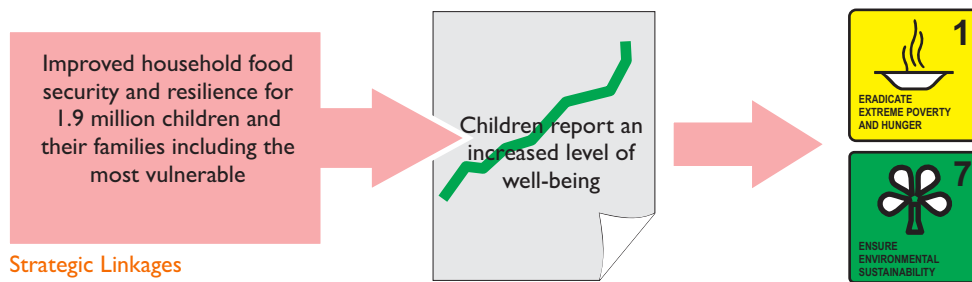 Improved household food
security and resilience for
1.9 million children and
their families including the
most vulnerable
Strategic Linkages
Children report an
increased level of
well-being
1
ERADICATE
EXTREME POVERTY
AND HUNGER
7
ENSURE
ENVIRONMENTAL
SUSTAINABILITY